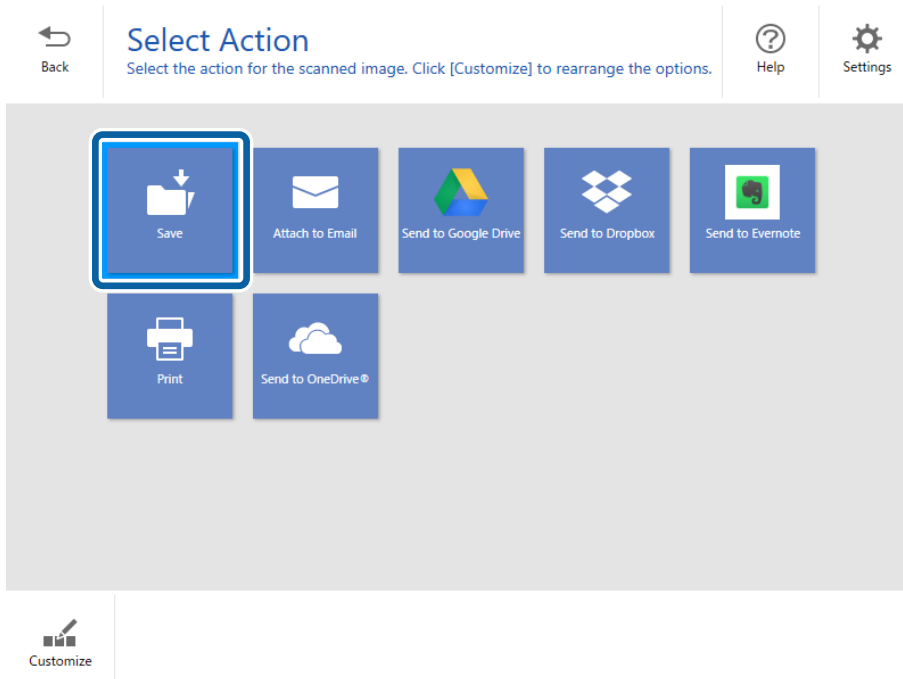 Back
Select Action
Select the action for the scanned image. Click [Customize] to rearrange the options.
Help
Settings
Save
Attach to Email
Send to Google Drive
Send to Dropbox
Send to Evernote
Print
Send to OneDrive®
Customize